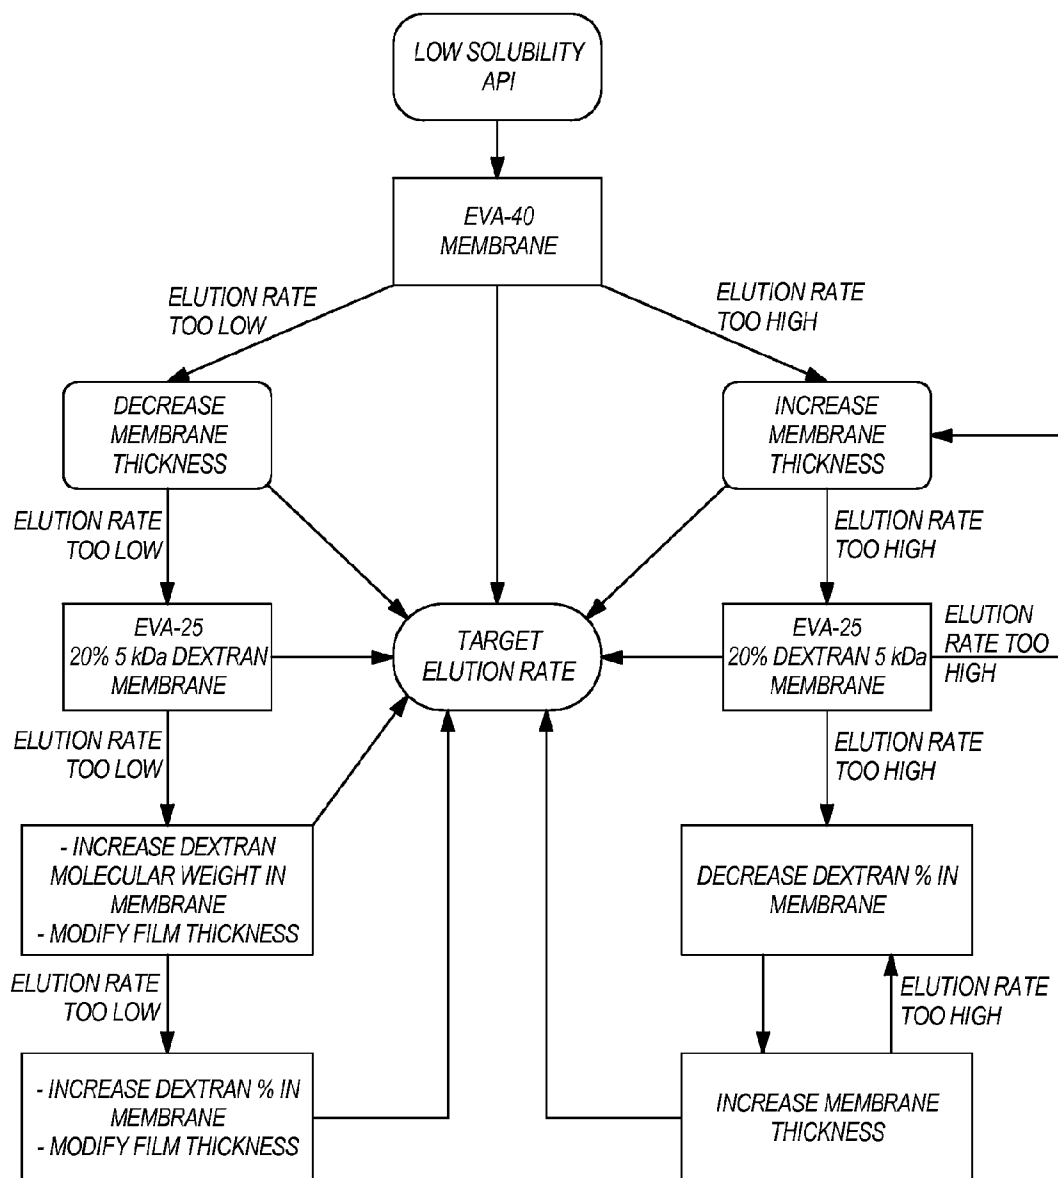 LOW SOLUBILITY
API
EVA-40
MEMBRANE
ELUTION RATE
TOO LOW
ELUTION RATE
TOO HIGH
DECREASE
MEMBRANE
THICKNESS
INCREASE
MEMBRANE
THICKNESS
ELUTION RATE
TOO LOW
ELUTION RATE
TOO HIGH
EVA-25
20% 5 kDa DEXTRAN
MEMBRANE
TARGET
ELUTION RATE
EVA-25
20% DEXTRAN 5 kDa
MEMBRANE
ELUTION
RATE TOO
HIGH
ELUTION RATE
TOO LOW
ELUTION RATE
TOO HIGH
- INCREASE DEXTRAN
MOLECULAR WEIGHT IN
MEMBRANE
- MODIFY FILM THICKNESS
DECREASE DEXTRAN % IN
MEMBRANE
ELUTION RATE
TOO LOW
ELUTION RATE
TOO HIGH
- INCREASE DEXTRAN % IN
MEMBRANE
- MODIFY FILM THICKNESS
INCREASE MEMBRANE
THICKNESS